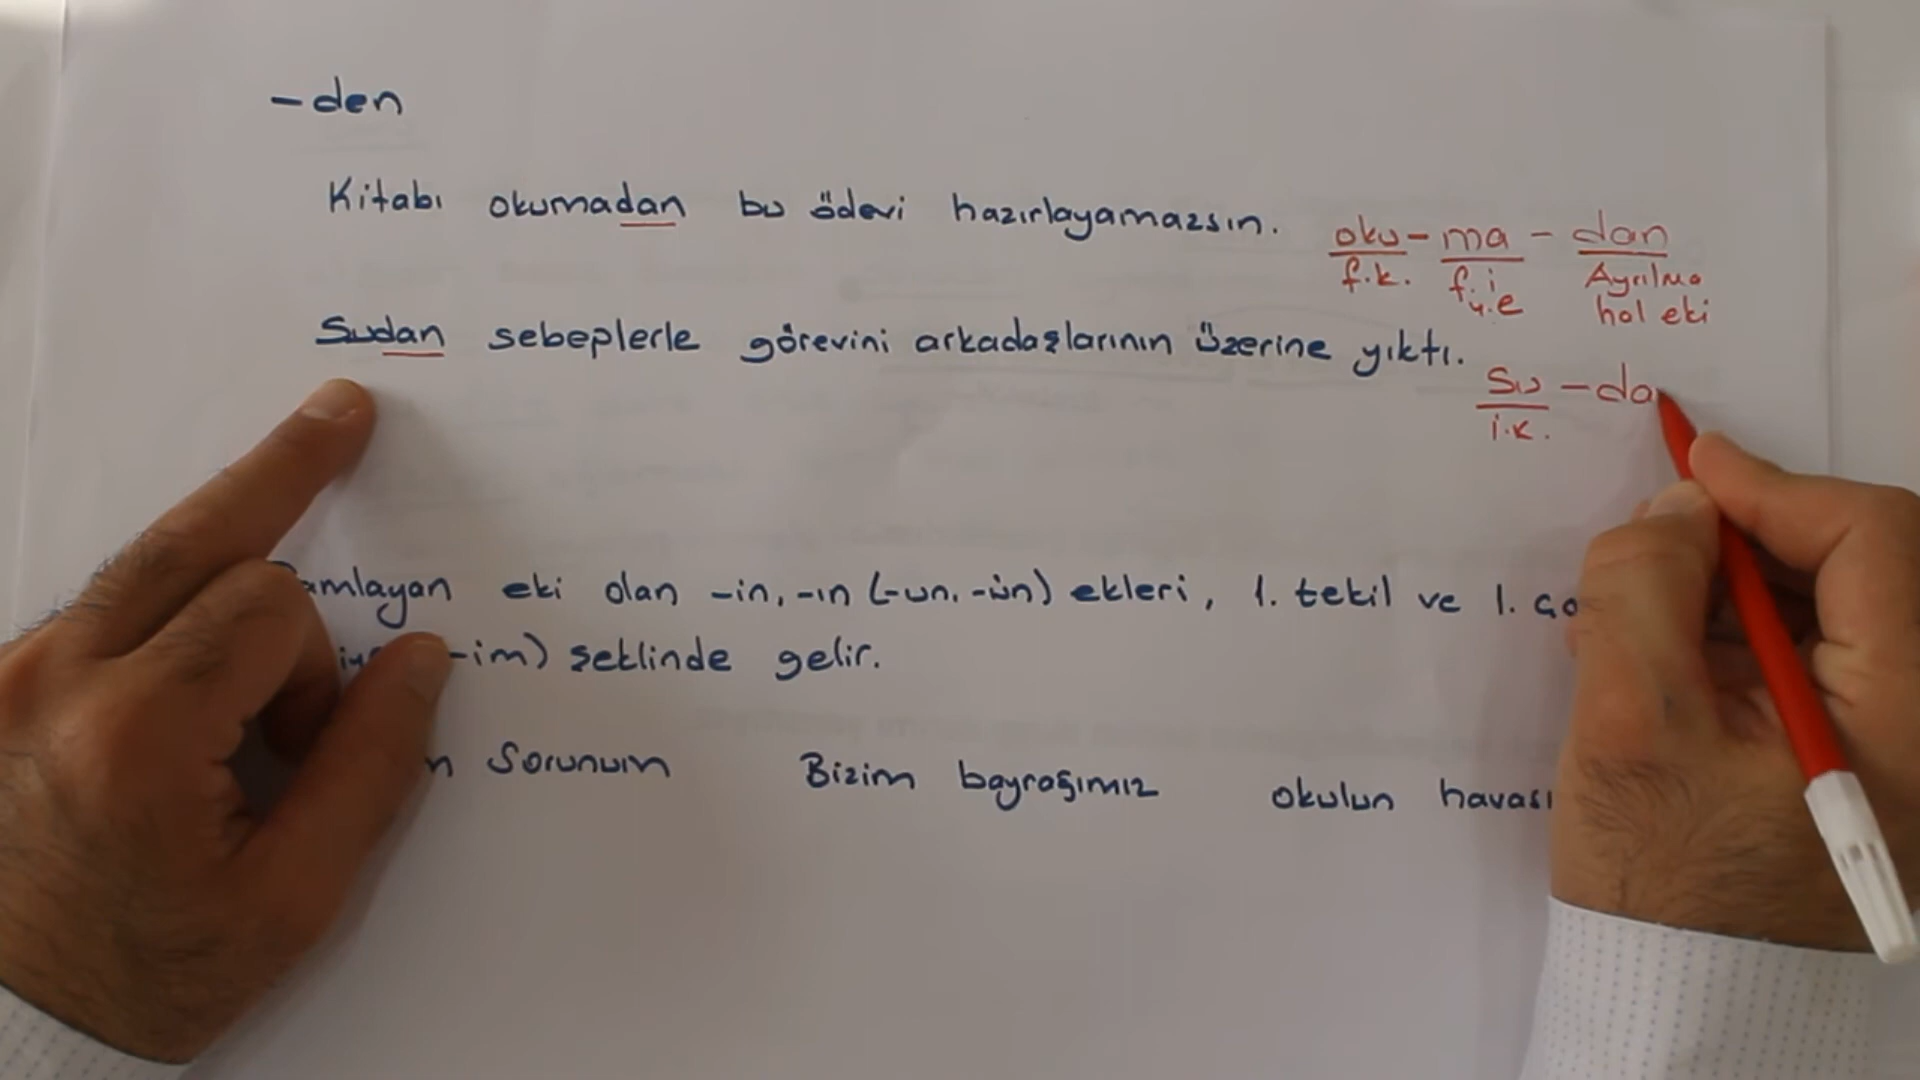 -den
Kitabı okumadan bu ödevi hazırlayamazsın.
oku - ma - dan
f.k. f.i.y.e Ayrılma hal eki
Sudan sebeplerle görevini arkadaşlarının üzerine yıktı.
su - da
i.k.
eki olan -in, -ın (-un, -ün) ekleri, 1. tekil ve 1.
-im) şeklinde gelir.
Sorunum Bizim bayrağımız okulun havası